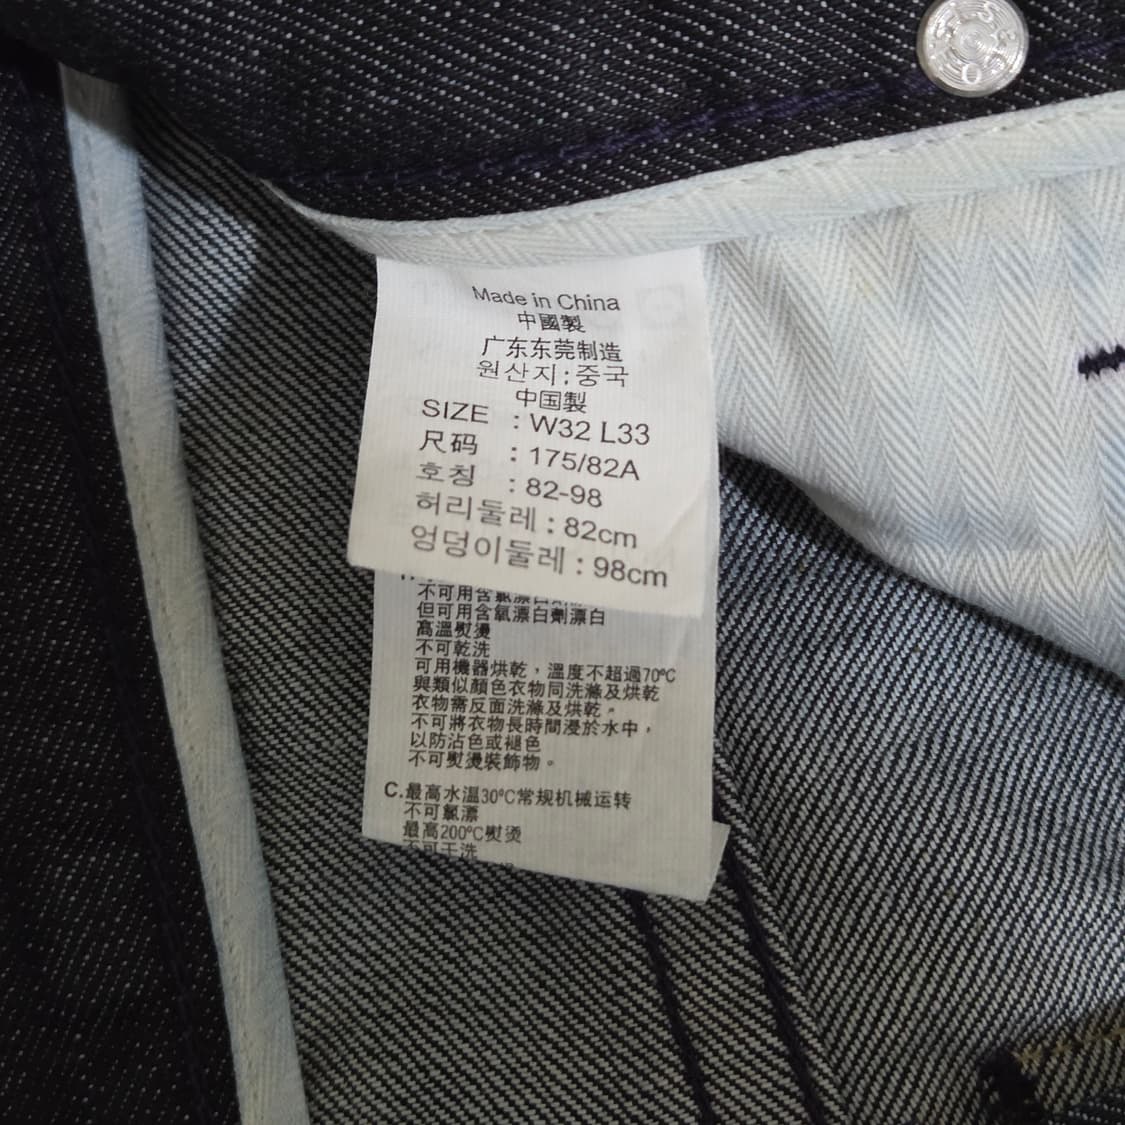 Made in China
中國製
广东东莞制造
원산지;중국
中国製
SIZE : W32 L33
尺码 : 175/82A
호칭 : 82-98
허리둘레 : 82cm
엉덩이둘레 : 98cm
不可用含氯漂白劑
但可用含氧漂白劑漂白
高溫熨燙
不可乾洗
可用機器烘乾，溫度不超過70ºC
與類似顏色衣物同洗滌及烘乾
衣物需反面洗滌及烘乾。
不可將衣物長時間浸於水中，
以防沾色或褪色
不可熨燙裝飾物。
C.最高水温30ºC常规机械运转
不可氯漂
最高200ºC熨烫
不可干洗